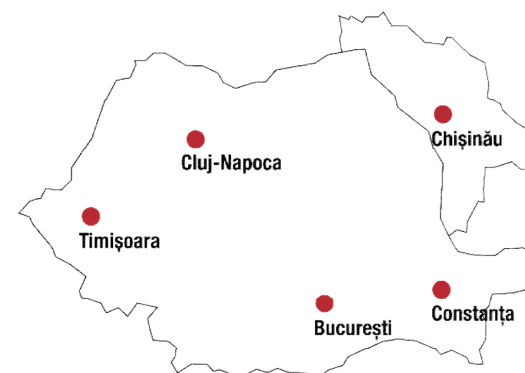 Chișinău
Cluj-Napoca
Timișoara
București
Constanța